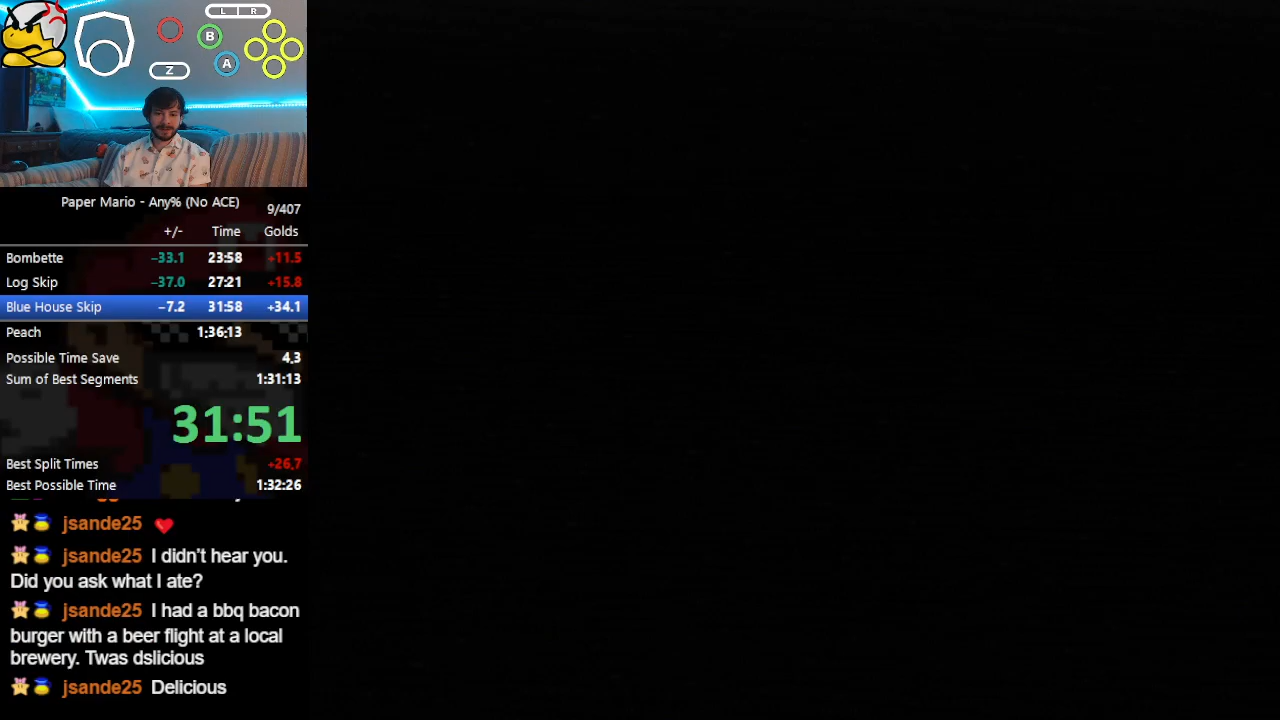 L R
B
A
Z
Paper Mario - Any% (No ACE)
9/407
+/- Time Golds
Bombette -33.1 23:58 +11.5
Log Skip -37.0 27:21 +15.8
Blue House Skip -7.2 31:58 +34.1
Peach 1:36:13
Possible Time Save 4.3
Sum of Best Segments 1:31:13
31:51
Best Split Times +26.7
Best Possible Time 1:32:26
jsande25
jsande25 I didn't hear you.
Did you ask what I ate?
jsande25 I had a bbq bacon
burger with a beer flight at a local
brewery. Twas dslicious
jsande25 Delicious